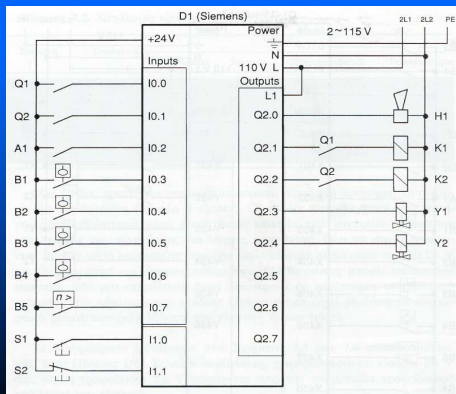 D1 (Siemens)
+24 V
Power
2~115 V
2L1
2L2
PE
N
110 V L
Inputs
Outputs
L1
Q1
I0.0
Q2.0
H1
Q2
I0.1
Q2.1
Q1
K1
A1
I0.2
Q2.2
Q2
K2
B1
I0.3
Q2.3
Y1
B2
I0.4
Q2.4
Y2
B3
I0.5
Q2.5
B4
I0.6
Q2.6
B5
n >
I0.7
Q2.7
S1
I1.0
S2
I1.1